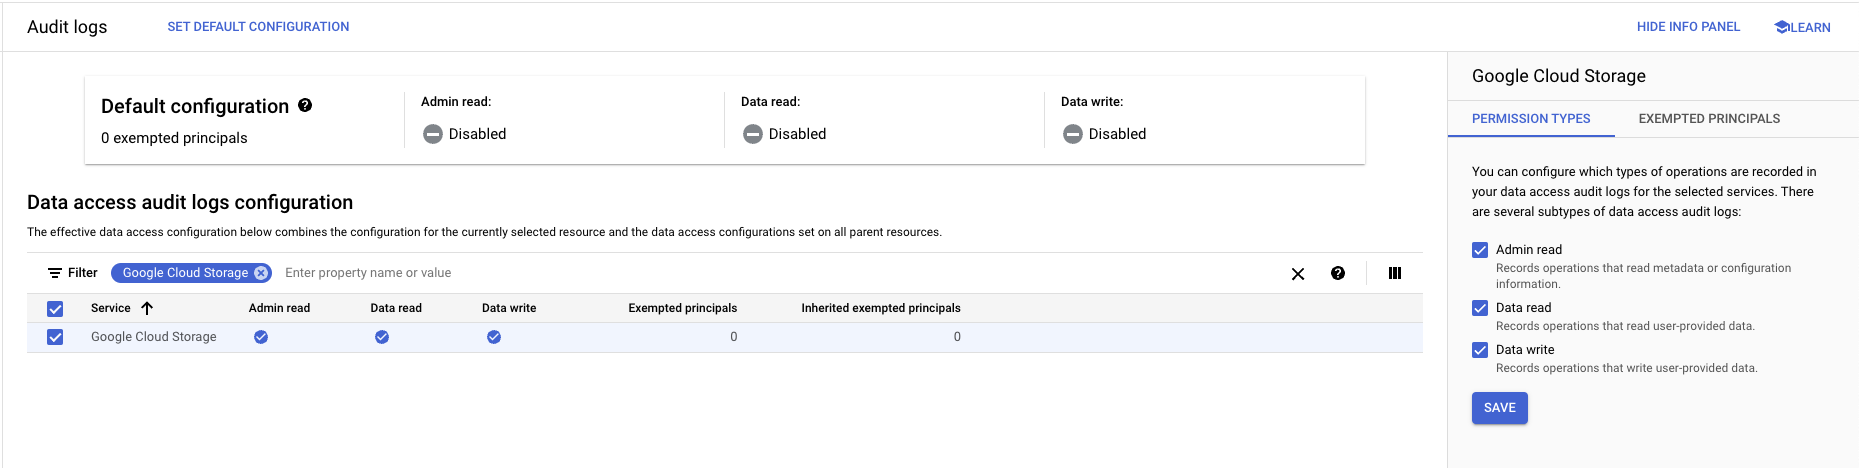 Audit logs
SET DEFAULT CONFIGURATION
HIDE INFO PANEL
LEARN
Default configuration
0 exempted principals
Admin read:
Disabled
Data read:
Disabled
Data write:
Disabled
Data access audit logs configuration
The effective data access configuration below combines the configuration for the currently selected resource and the data access configurations set on all parent resources.
Filter Google Cloud Storage Enter property name or value
Service Admin read Data read Data write Exempted principals Inherited exempted principals
Google Cloud Storage 0 0
Google Cloud Storage
PERMISSION TYPES EXEMPTED PRINCIPALS
You can configure which types of operations are recorded in
your data access audit logs for the selected services. There
are several subtypes of data access audit logs:
Admin read
Records operations that read metadata or configuration
information.
Data read
Records operations that read user-provided data.
Data write
Records operations that write user-provided data.
SAVE